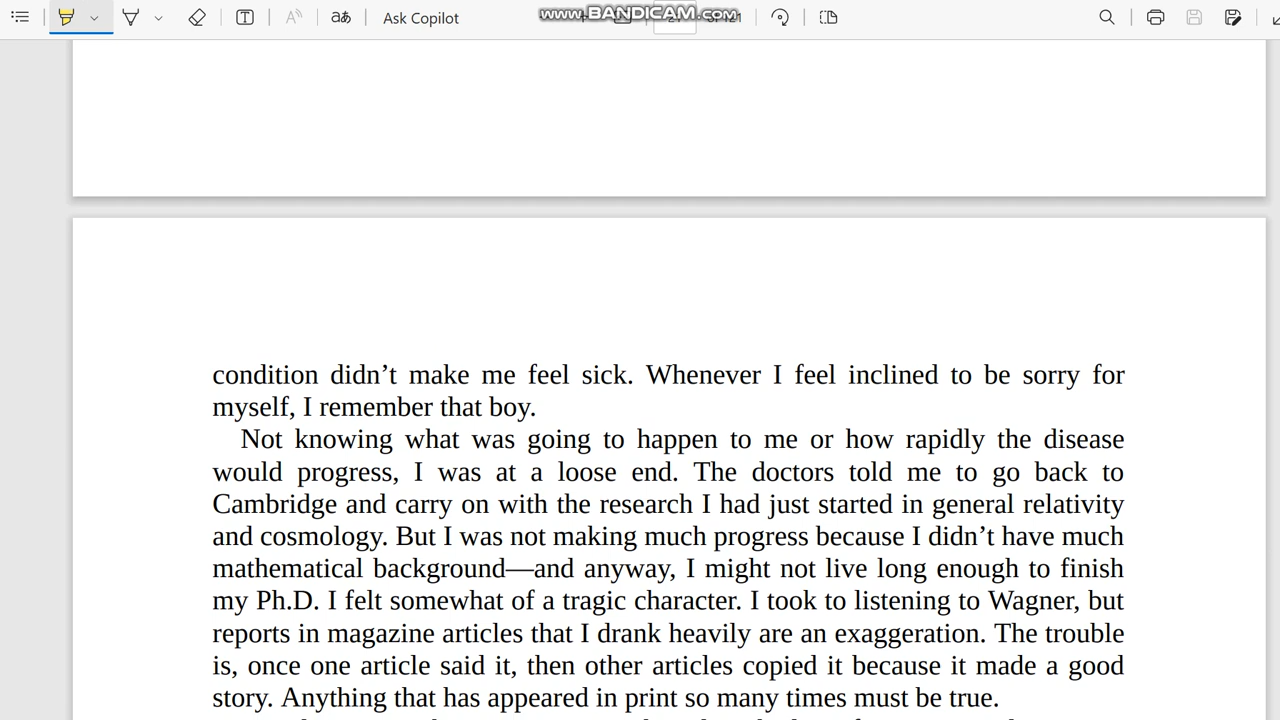 Ask Copilot
www.BANDICAM.com
condition didn’t make me feel sick. Whenever I feel inclined to be sorry for
myself, I remember that boy.
Not knowing what was going to happen to me or how rapidly the disease
would progress, I was at a loose end. The doctors told me to go back to
Cambridge and carry on with the research I had just started in general relativity
and cosmology. But I was not making much progress because I didn’t have much
mathematical background—and anyway, I might not live long enough to finish
my Ph.D. I felt somewhat of a tragic character. I took to listening to Wagner, but
reports in magazine articles that I drank heavily are an exaggeration. The trouble
is, once one article said it, then other articles copied it because it made a good
story. Anything that has appeared in print so many times must be true.